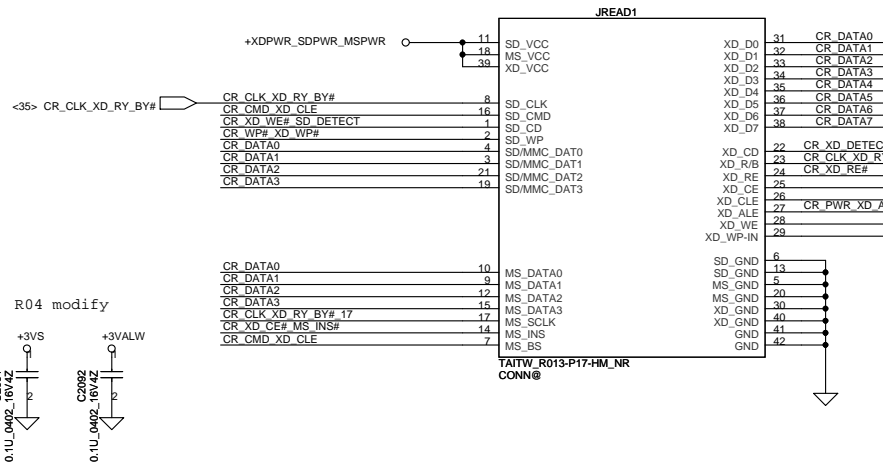 JREAD1
+XDPWR_SDPWR_MSPWR
11 SD_VCC
18 MS_VCC
39 XD_VCC
<35> CR_CLK_XD_RY_BY#
CR_CLK_XD_RY_BY# 8 SD_CLK
CR_CMD_XD_CLE 16 SD_CMD
CR_XD_WE#_SD_DETECT 1 SD_CD
CR_WP#_XD_WP# 2 SD_WP
CR_DATA0 4 SD/MMC_DAT0
CR_DATA1 3 SD/MMC_DAT1
CR_DATA2 21 SD/MMC_DAT2
CR_DATA3 19 SD/MMC_DAT3
CR_DATA0 10 MS_DATA0
CR_DATA1 9 MS_DATA1
CR_DATA2 12 MS_DATA2
CR_DATA3 15 MS_DATA3
CR_CLK_XD_RY_BY#_17 17 MS_SCLK
CR_XD_CE#_MS_INS# 14 MS_INS
CR_CMD_XD_CLE 7 MS_BS
XD_D0 31 CR_DATA0
XD_D1 32 CR_DATA1
XD_D2 33 CR_DATA2
XD_D3 34 CR_DATA3
XD_D4 35 CR_DATA4
XD_D5 36 CR_DATA5
XD_D6 37 CR_DATA6
XD_D7 38 CR_DATA7
XD_CD 22 CR_XD_DETEC
XD_R/B 23 CR_CLK_XD_R
XD_RE 24 CR_XD_RE#
XD_CE 25
XD_CLE 26
XD_ALE 27 CR_PWR_XD_A
XD_WE 28
XD_WP-IN 29
SD_GND 6
SD_GND 13
MS_GND 5
MS_GND 20
XD_GND 30
XD_GND 40
GND 41
GND 42
TAITW_R013-P17-HM_NR
CONN@
R04 modify
+3VS
1
2
0.1U_0402_16V4Z
+3VALW
1
2
C2092
0.1U_0402_16V4Z